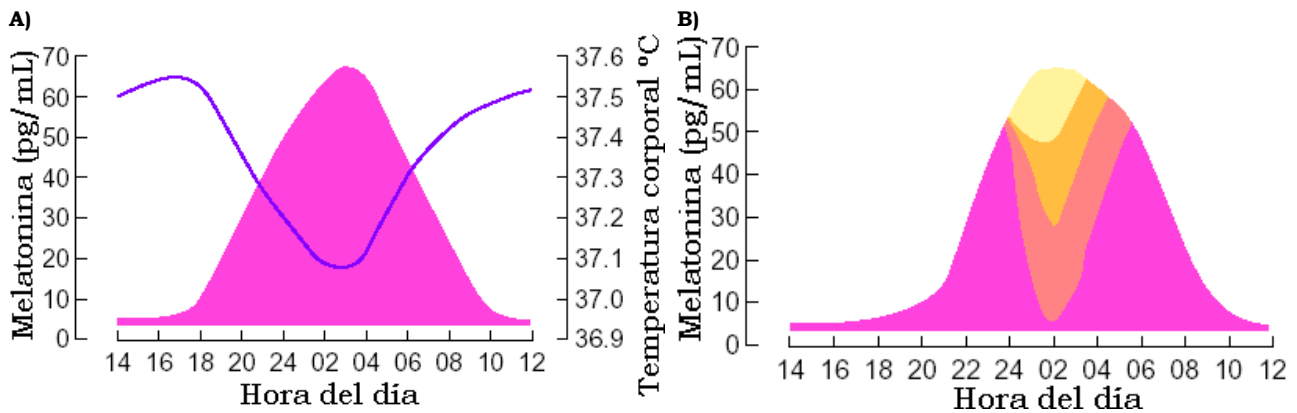 A)
Melatonina (pg/mL)
70
60
50
40
30
20
10
0
14 16 18 20 24 02 04 06 08 10 12
Hora del día
37.6
37.5
37.4
37.3
37.2
37.1
37.0
36.9
Temperatura corporal ºC
B)
Melatonina (pg/mL)
70
60
50
40
30
20
10
0
14 16 18 20 22 24 02 04 06 08 10 12
Hora del día